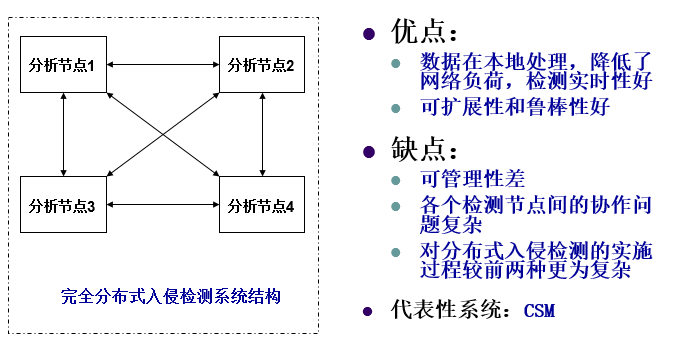 分析节点1
分析节点2
分析节点3
分析节点4
完全分布式入侵检测系统结构
优点：
数据在本地处理，降低了
网络负荷，检测实时性好
可扩展性和鲁棒性好
缺点：
可管理性差
各个检测节点间的协作问
题复杂
对分布式入侵检测的实施
过程较前两种更为复杂
代表性系统：CSM